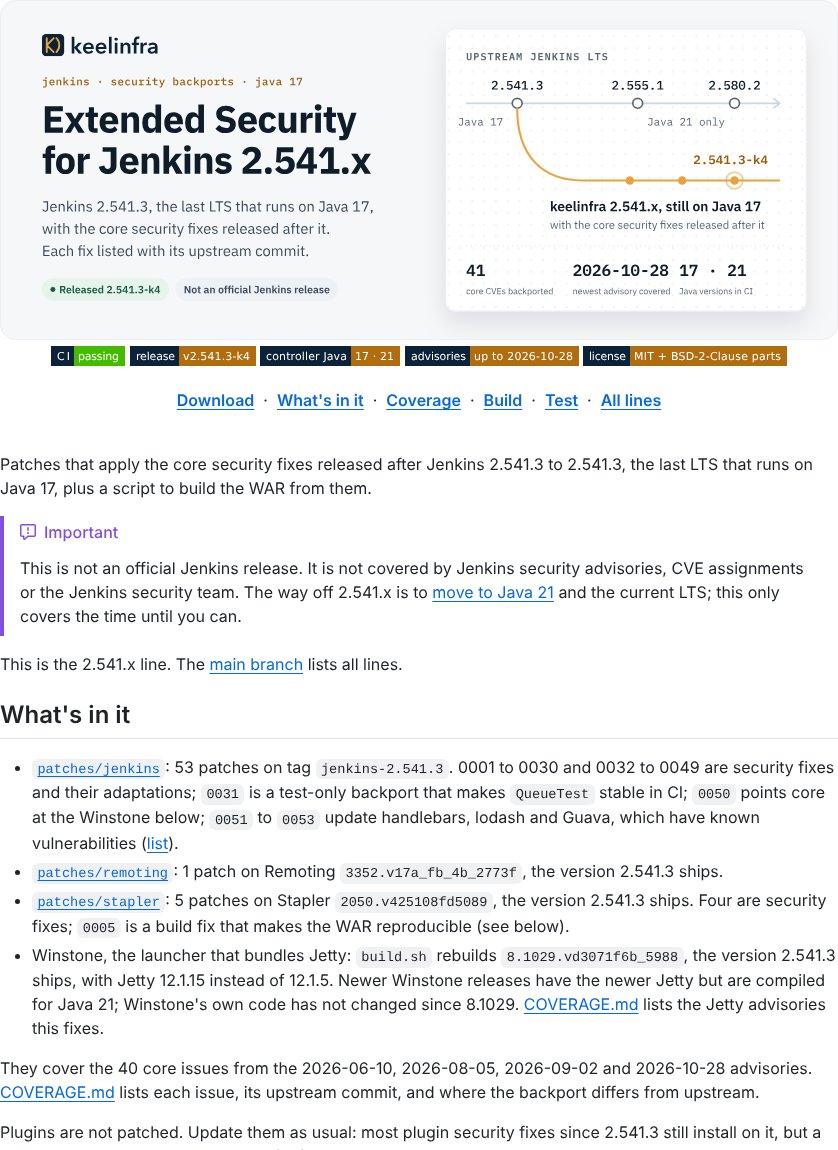 keelinfra
jenkins · security backports · java 17
Extended Security
for Jenkins 2.541.x
Jenkins 2.541.3, the last LTS that runs on Java 17,
with the core security fixes released after it.
Each fix listed with its upstream commit.
Released 2.541.3-k4
Not an official Jenkins release
UPSTREAM JENKINS LTS
2.541.3 2.555.1 2.580.2
Java 17 Java 21 only
2.541.3-k4
keelinfra 2.541.x, still on Java 17
with the core security fixes released after it
41 2026-10-28 17 · 21
core CVEs backported newest advisory covered Java versions in CI
CI passing release v2.541.3-k4 controller Java 17 · 21 advisories up to 2026-10-28 license MIT + BSD-2-Clause parts
Download · What's in it · Coverage · Build · Test · All lines
Patches that apply the core security fixes released after Jenkins 2.541.3 to 2.541.3, the last LTS that runs on
Java 17, plus a script to build the WAR from them.
Important
This is not an official Jenkins release. It is not covered by Jenkins security advisories, CVE assignments
or the Jenkins security team. The way off 2.541.x is to move to Java 21 and the current LTS; this only
covers the time until you can.
This is the 2.541.x line. The main branch lists all lines.
What's in it
• patches/jenkins: 53 patches on tag jenkins-2.541.3. 0001 to 0030 and 0032 to 0049 are security fixes
and their adaptations; 0031 is a test-only backport that makes QueueTest stable in CI; 0050 points core
at the Winstone below; 0051 to 0053 update handlebars, lodash and Guava, which have known
vulnerabilities (list).
• patches/remoting: 1 patch on Remoting 3352.v17a_fb_4b_2773f, the version 2.541.3 ships.
• patches/stapler: 5 patches on Stapler 2050.v425108fd5089, the version 2.541.3 ships. Four are security
fixes; 0005 is a build fix that makes the WAR reproducible (see below).
• Winstone, the launcher that bundles Jetty: build.sh rebuilds 8.1029.vd3071f6b_5988, the version 2.541.3
ships, with Jetty 12.1.15 instead of 12.1.5. Newer Winstone releases have the newer Jetty but are compiled
for Java 21; Winstone's own code has not changed since 8.1029. COVERAGE.md lists the Jetty advisories
this fixes.
They cover the 40 core issues from the 2026-06-10, 2026-08-05, 2026-09-02 and 2026-10-28 advisories.
COVERAGE.md lists each issue, its upstream commit, and where the backport differs from upstream.
Plugins are not patched. Update them as usual: most plugin security fixes since 2.541.3 still install on it, but a